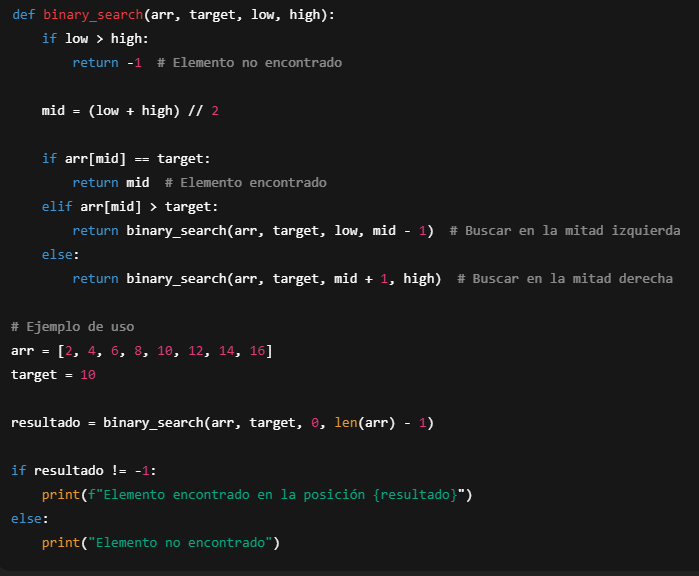 def binary_search(arr, target, low, high):
    if low > high:
        return -1  # Elemento no encontrado
    mid = (low + high) // 2
    if arr[mid] == target:
        return mid  # Elemento encontrado
    elif arr[mid] > target:
        return binary_search(arr, target, low, mid - 1)  # Buscar en la mitad izquierda
    else:
        return binary_search(arr, target, mid + 1, high)  # Buscar en la mitad derecha
# Ejemplo de uso
arr = [2, 4, 6, 8, 10, 12, 14, 16]
target = 10
resultado = binary_search(arr, target, 0, len(arr) - 1)
if resultado != -1:
    print(f"Elemento encontrado en la posición {resultado}")
else:
    print("Elemento no encontrado")